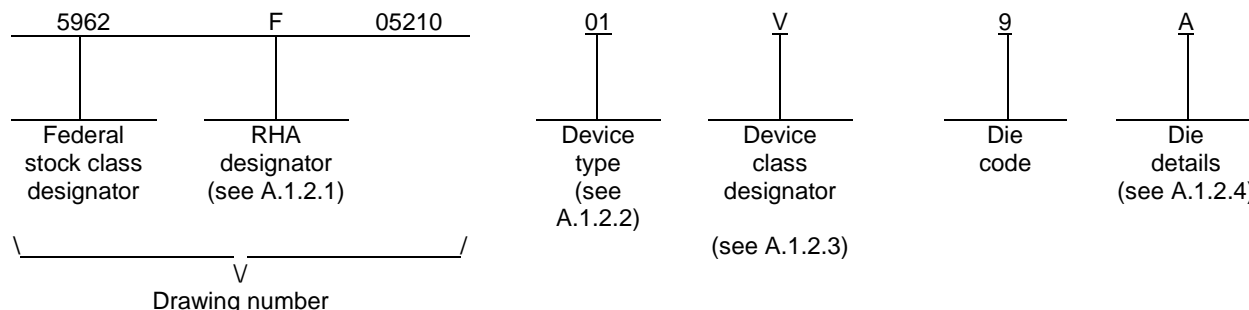 5962 F 05210 01 V 9 A
Federal stock class designator
RHA designator (see A.1.2.1)
Device type (see A.1.2.2)
Device class designator (see A.1.2.3)
Die code
Die details (see A.1.2.4)
\ /
\/
Drawing number